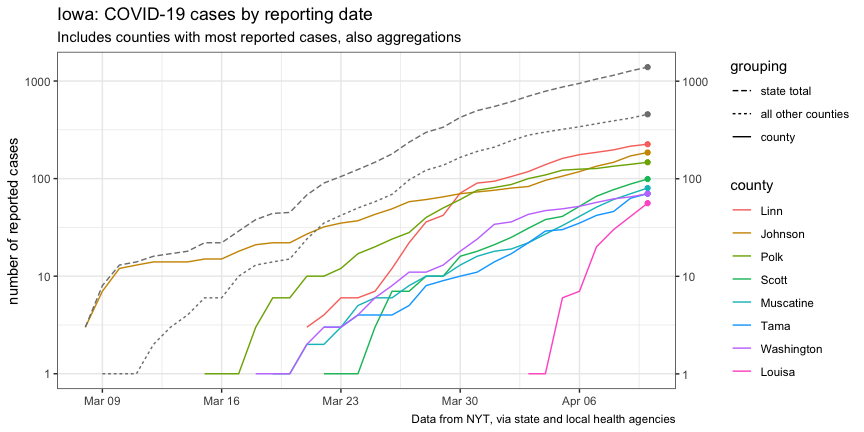 Iowa: COVID-19 cases by reporting date
Includes counties with most reported cases, also aggregations
number of reported cases
1000
100
10
1
1000
100
10
1
Mar 09 Mar 16 Mar 23 Mar 30 Apr 06
Data from NYT, via state and local health agencies
grouping
state total
all other counties
county
county
Linn
Johnson
Polk
Scott
Muscatine
Tama
Washington
Louisa